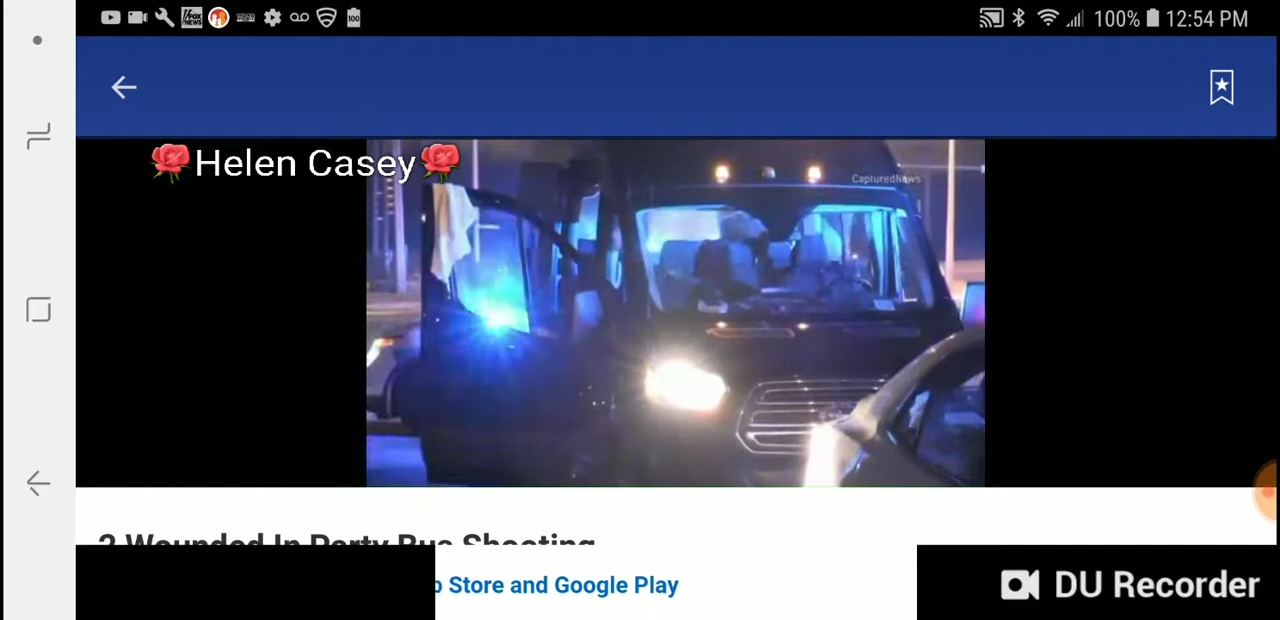 100% 12:54 PM
🌹Helen Casey🌹
CapturedNews
2 Wounded In Party Bus Shooting
Store and Google Play
DU Recorder